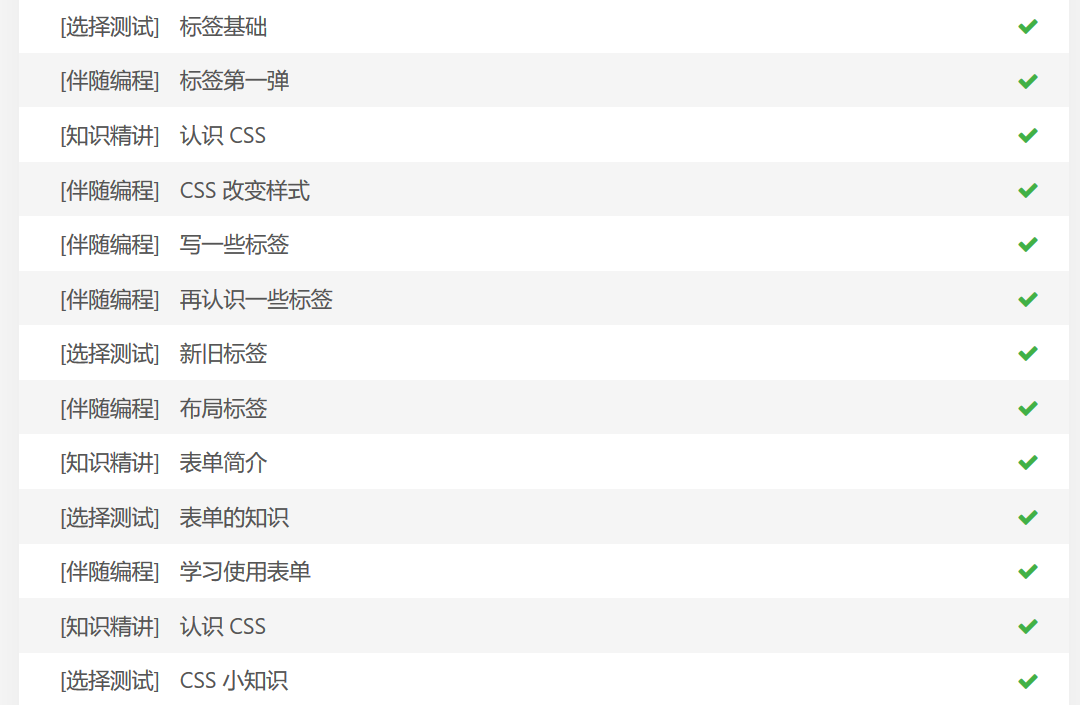 [选择测试] 标签基础
[伴随编程] 标签第一弹
[知识精讲] 认识 CSS
[伴随编程] CSS 改变样式
[伴随编程] 写一些标签
[伴随编程] 再认识一些标签
[选择测试] 新旧标签
[伴随编程] 布局标签
[知识精讲] 表单简介
[选择测试] 表单的知识
[伴随编程] 学习使用表单
[知识精讲] 认识 CSS
[选择测试] CSS 小知识